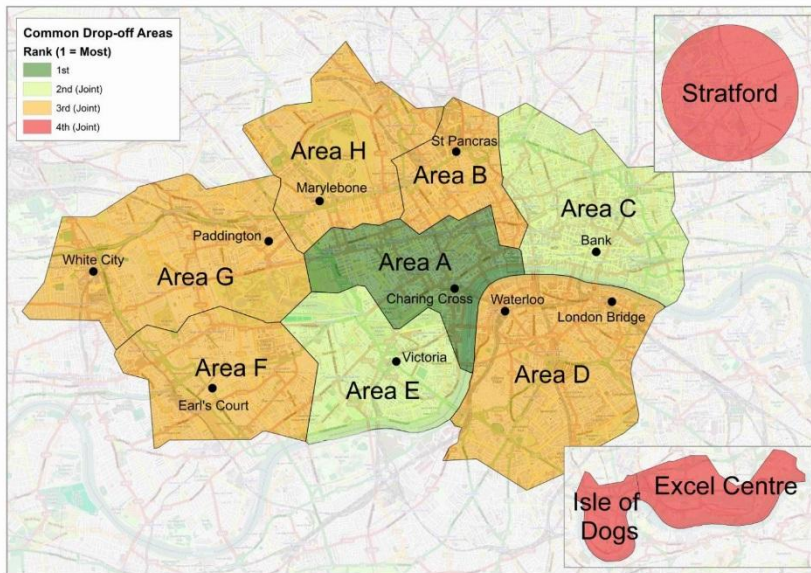 Common Drop-off Areas
Rank (1 = Most)
1st
2nd (Joint)
3rd (Joint)
4th (Joint)
Stratford
St Pancras
Area H
Area B
Marylebone
Area C
Paddington
Bank
White City
Area A
Area G
Charing Cross
Waterloo
London Bridge
Area F
Victoria
Area D
Area E
Earl's Court
Isle of
Dogs
Excel Centre